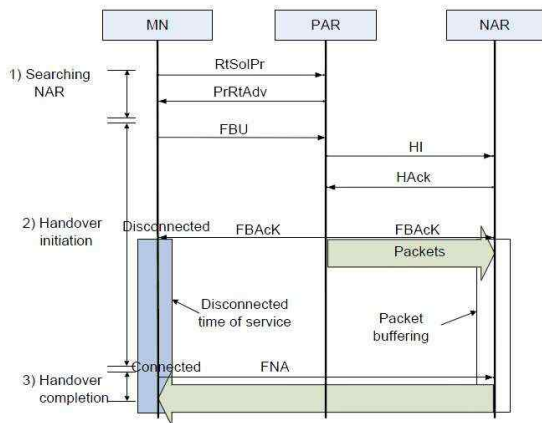 MN
PAR
NAR
1) Searching
NAR
RtSolPr
PrRtAdv
FBU
HI
HAck
2) Handover
initiation
Disconnected
FBAcK
FBAcK
Packets
Disconnected
time of service
Packet
buffering
Connected
FNA
3) Handover
completion